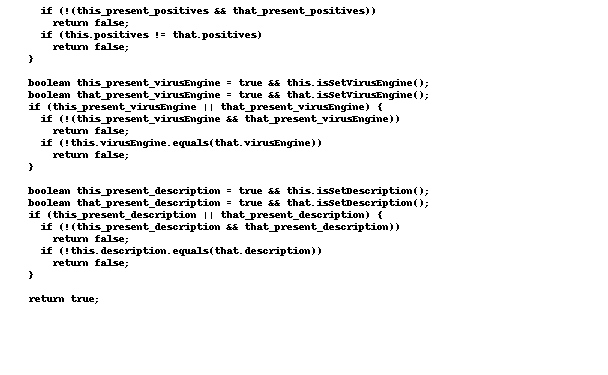 if (!(this_present_positives && that_present_positives))
return false;
if (this.positives != that.positives)
return false;
}
boolean this_present_virusEngine = true && this.isSetVirusEngine();
boolean that_present_virusEngine = true && that.isSetVirusEngine();
if (this_present_virusEngine || that_present_virusEngine) {
if (!(this_present_virusEngine && that_present_virusEngine))
return false;
if (!this.virusEngine.equals(that.virusEngine))
return false;
}
boolean this_present_description = true && this.isSetDescription();
boolean that_present_description = true && that.isSetDescription();
if (this_present_description || that_present_description) {
if (!(this_present_description && that_present_description))
return false;
if (!this.description.equals(that.description))
return false;
}
return true;